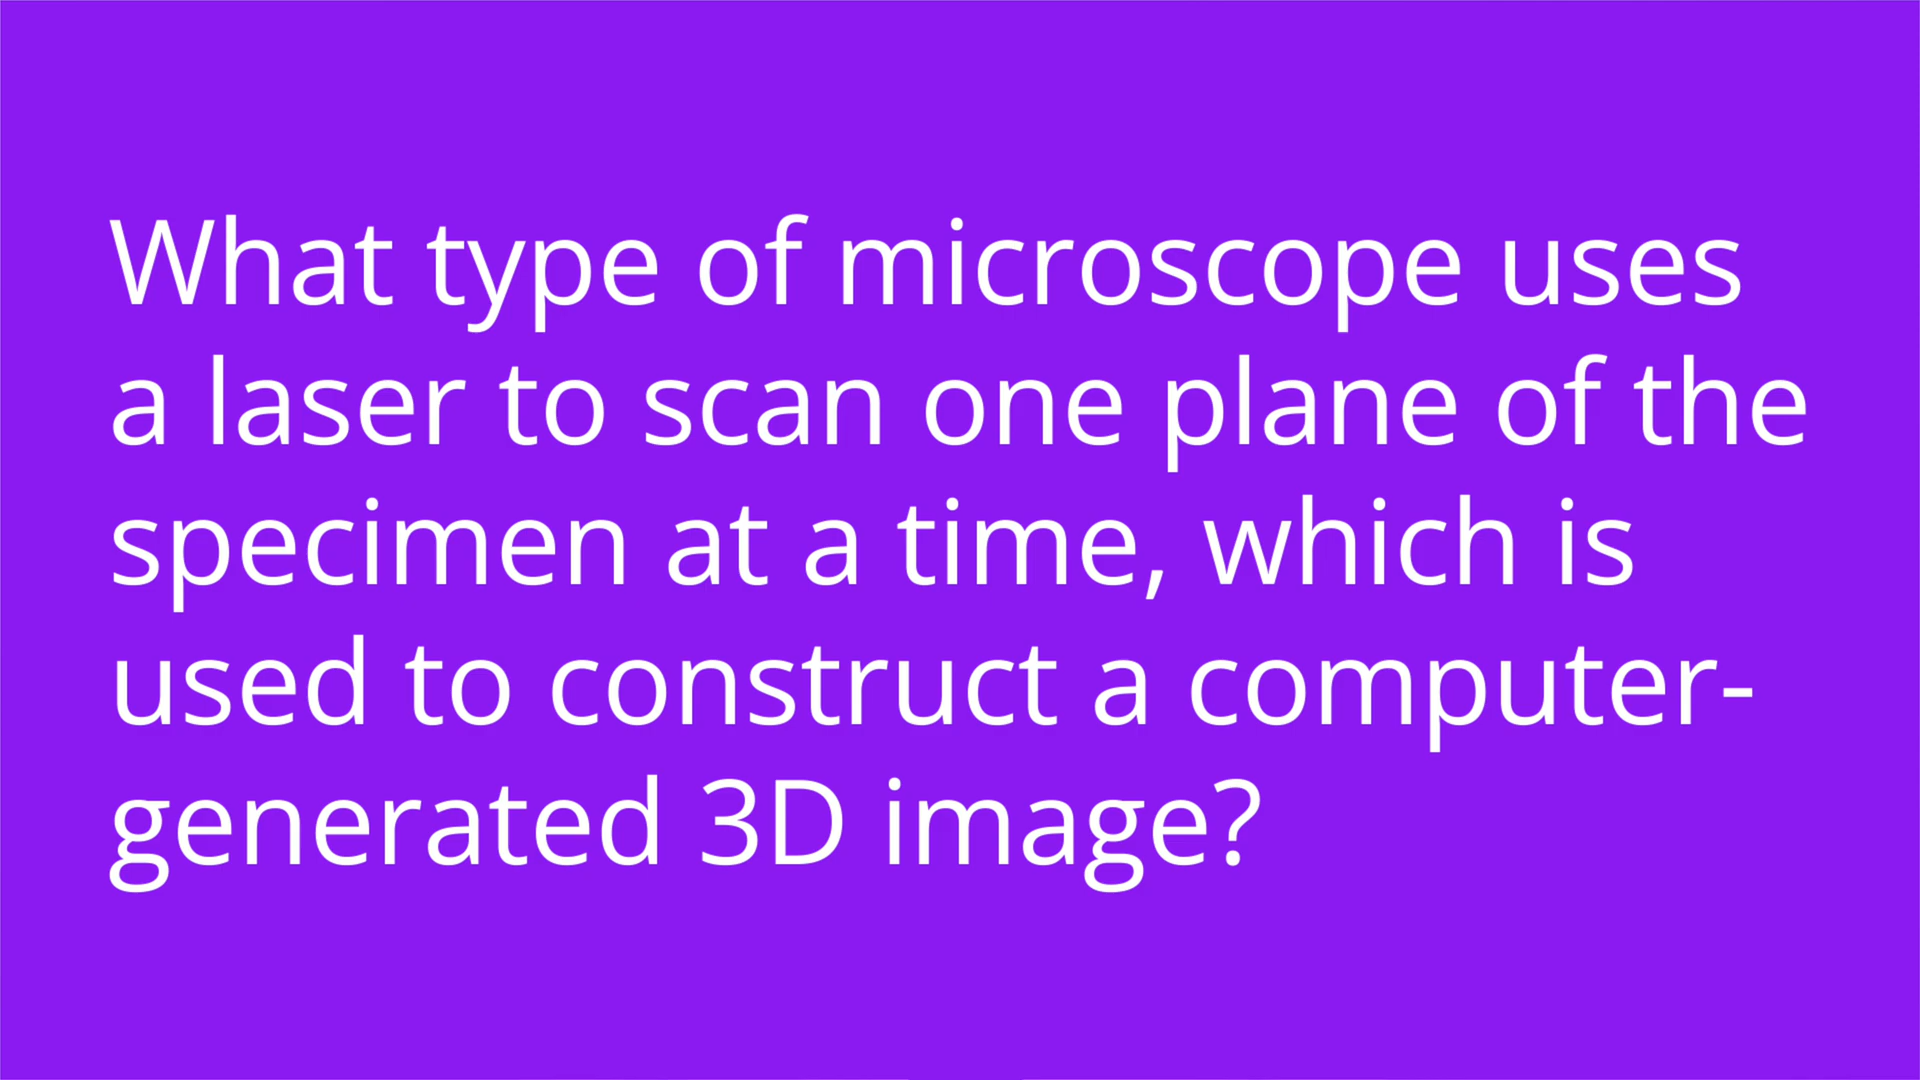 What type of microscope uses
a laser to scan one plane of the
specimen at a time, which is
used to construct a computer-
generated 3D image?